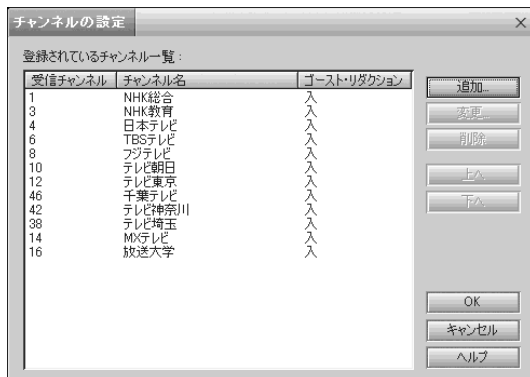 チャンネルの設定
登録されているチャンネル一覧：
受信チャンネル チャンネル名 ゴースト・リダクション
1 NHK総合 入
3 NHK教育 入
4 日本テレビ 入
6 TBSテレビ 入
8 フジテレビ 入
10 テレビ朝日 入
12 テレビ東京 入
46 千葉テレビ 入
42 テレビ神奈川 入
38 テレビ埼玉 入
14 MXテレビ 入
16 放送大学 入
追加...
変更...
削除
上へ
下へ
OK
キャンセル
ヘルプ